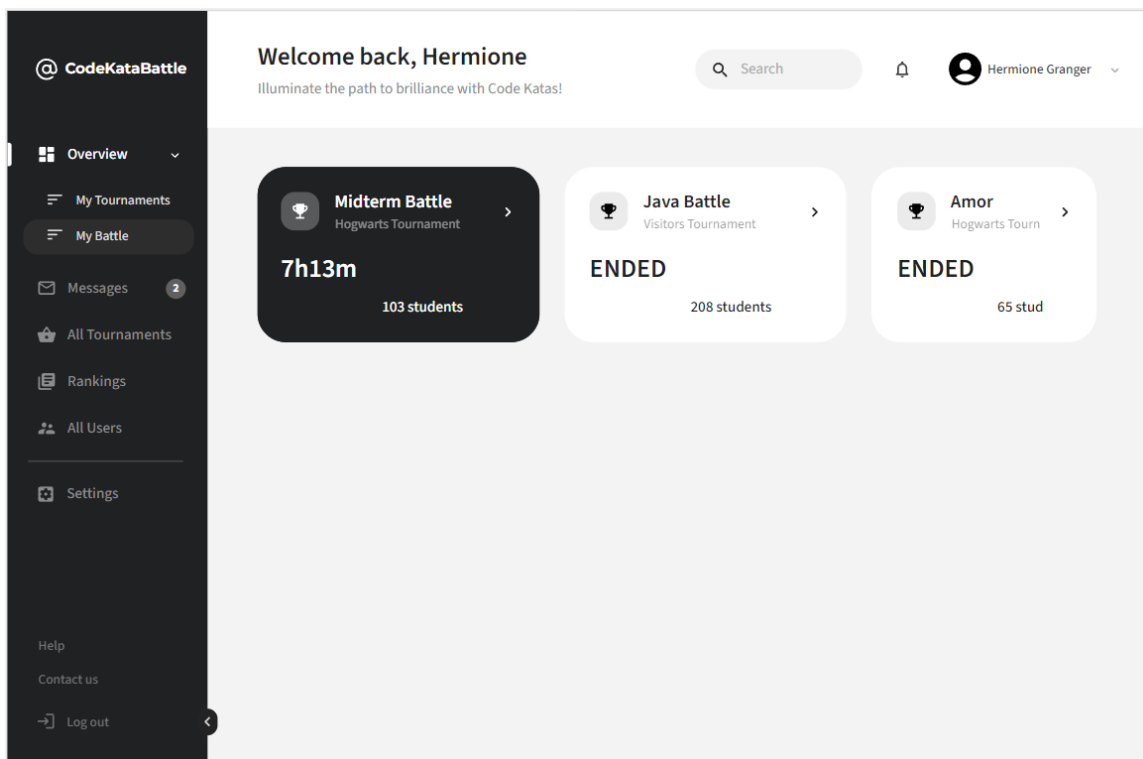 @ CodeKataBattle
Overview
My Tournaments
My Battle
Messages 2
All Tournaments
Rankings
All Users
Settings
Help
Contact us
Log out
Welcome back, Hermione
Illuminate the path to brilliance with Code Katas!
Search
Hermione Granger
Midterm Battle
Hogwarts Tournament
7h13m
103 students
Java Battle
Visitors Tournament
ENDED
208 students
Amor
Hogwarts Tourn
ENDED
65 stud